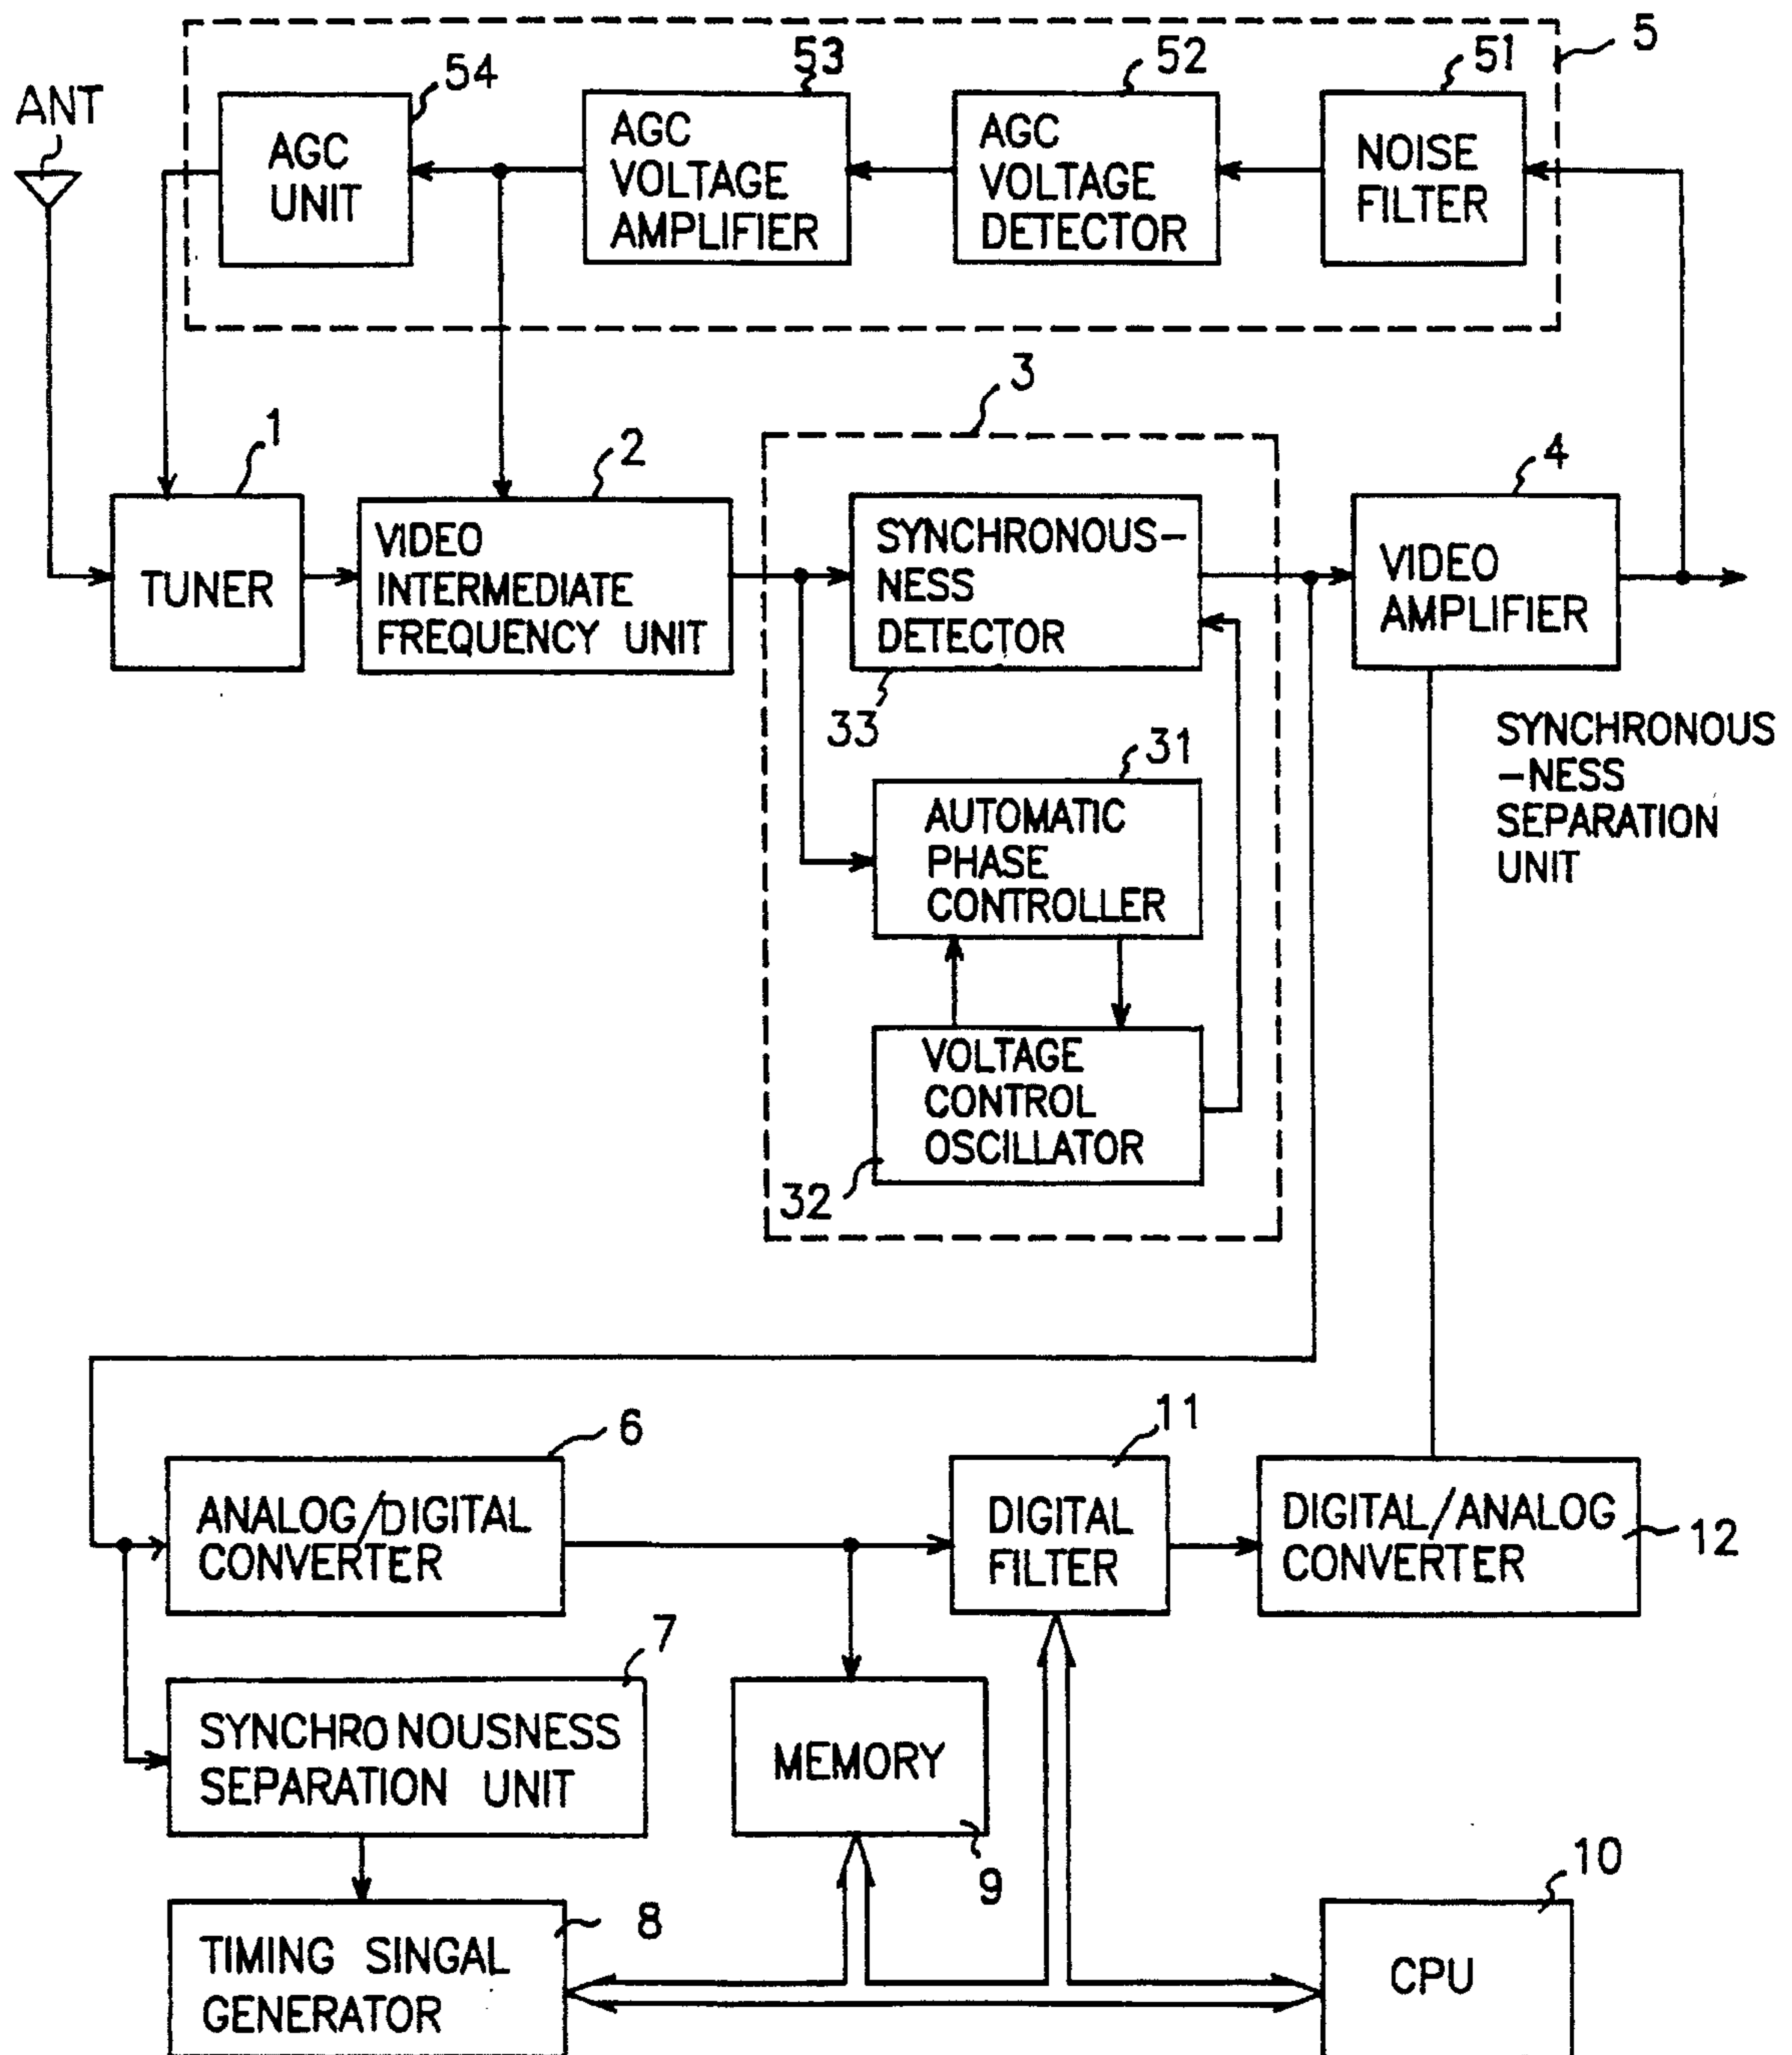 5
54
53
52
51
ANT
AGC
UNIT
AGC
VOLTAGE
AMPLIFIER
AGC
VOLTAGE
DETECTOR
NOISE
FILTER
3
1
2
4
TUNER
VIDEO
INTERMEDIATE
FREQUENCY UNIT
SYNCHRONOUS-
NESS
DETECTOR
VIDEO
AMPLIFIER
33
31
SYNCHRONOUS
-NESS
SEPARATION
UNIT
AUTOMATIC
PHASE
CONTROLLER
VOLTAGE
CONTROL
OSCILLATOR
32
6
11
ANALOG/DIGITAL
CONVERTER
DIGITAL
FILTER
DIGITAL/ANALOG
CONVERTER
12
7
SYNCHRONOUSNESS
SEPARATION UNIT
MEMORY
9
10
8
TIMING SINGAL
GENERATOR
CPU